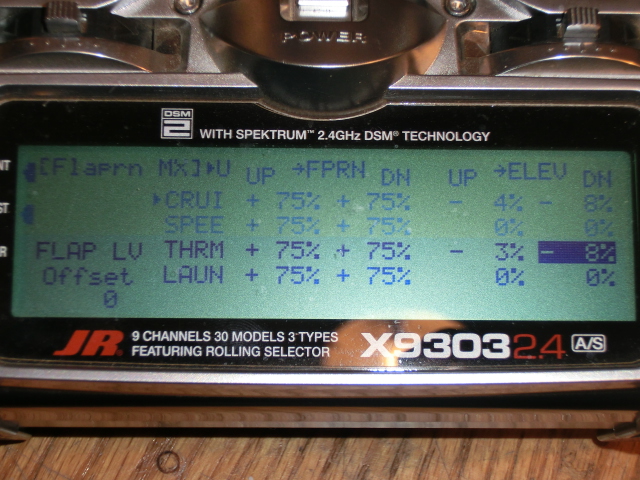 POWER
DSM 2 WITH SPEKTRUM™ 2.4GHz DSM® TECHNOLOGY
[Flaprn MX]▸U UP →FPRN DN UP →ELEV DN
▸CRUI + 75% + 75% - 4% - 8%
SPEE + 75% + 75% 0% 0%
FLAP LV THRM + 75% + 75% - 3% - 8%
Offset LAUN + 75% + 75% 0% 0%
0
JR® 9 CHANNELS 30 MODELS 3 TYPES
FEATURING ROLLING SELECTOR
X9303 2.4 A/S